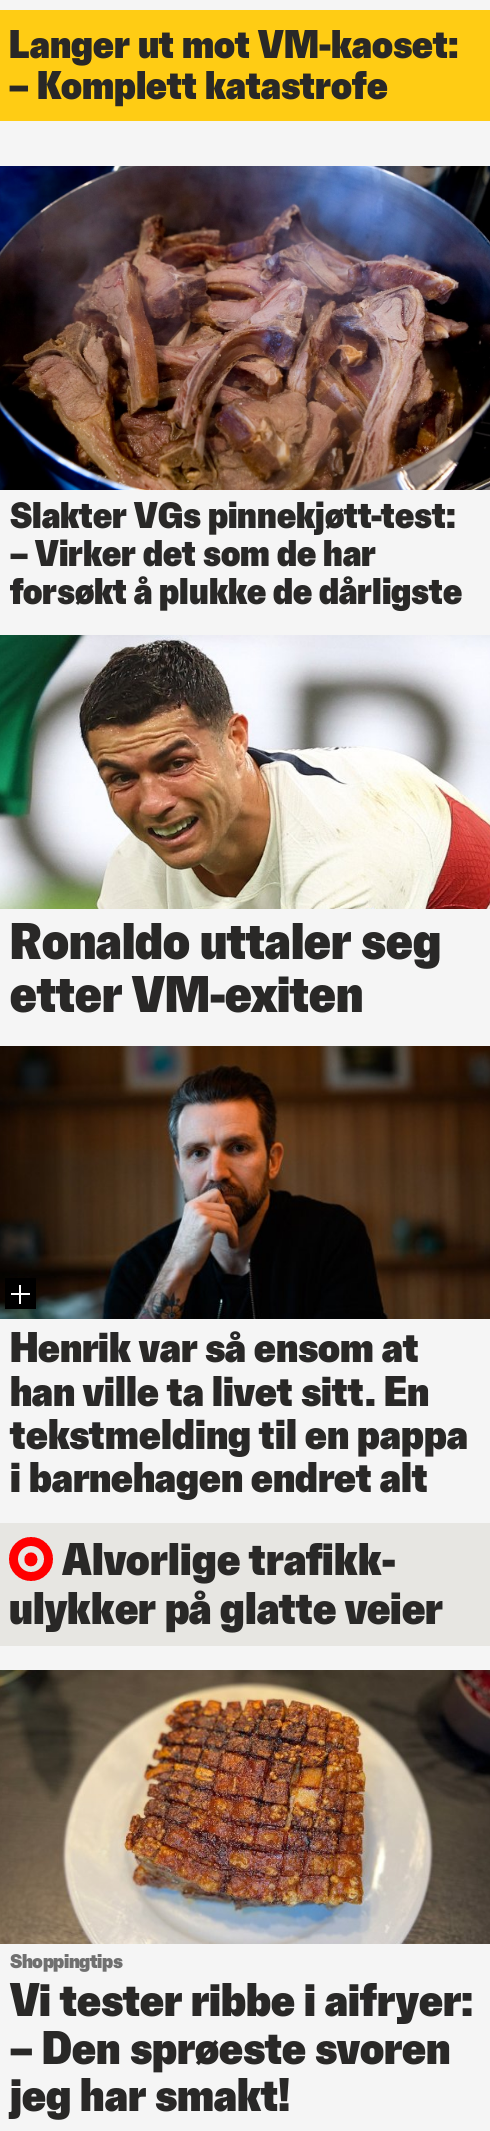 Langer ut mot VM-kaoset:
– Komplett katastrofe
Slakter VGs pinnekjøtt-test:
– Virker det som de har
forsøkt å plukke de dårligste
Ronaldo uttaler seg
etter VM-exiten
Henrik var så ensom at
han ville ta livet sitt. En
tekstmelding til en pappa
i barnehagen endret alt
Alvorlige trafikk-
ulykker på glatte veier
Shoppingtips
Vi tester ribbe i aifryer:
– Den sprøeste svoren
jeg har smakt!